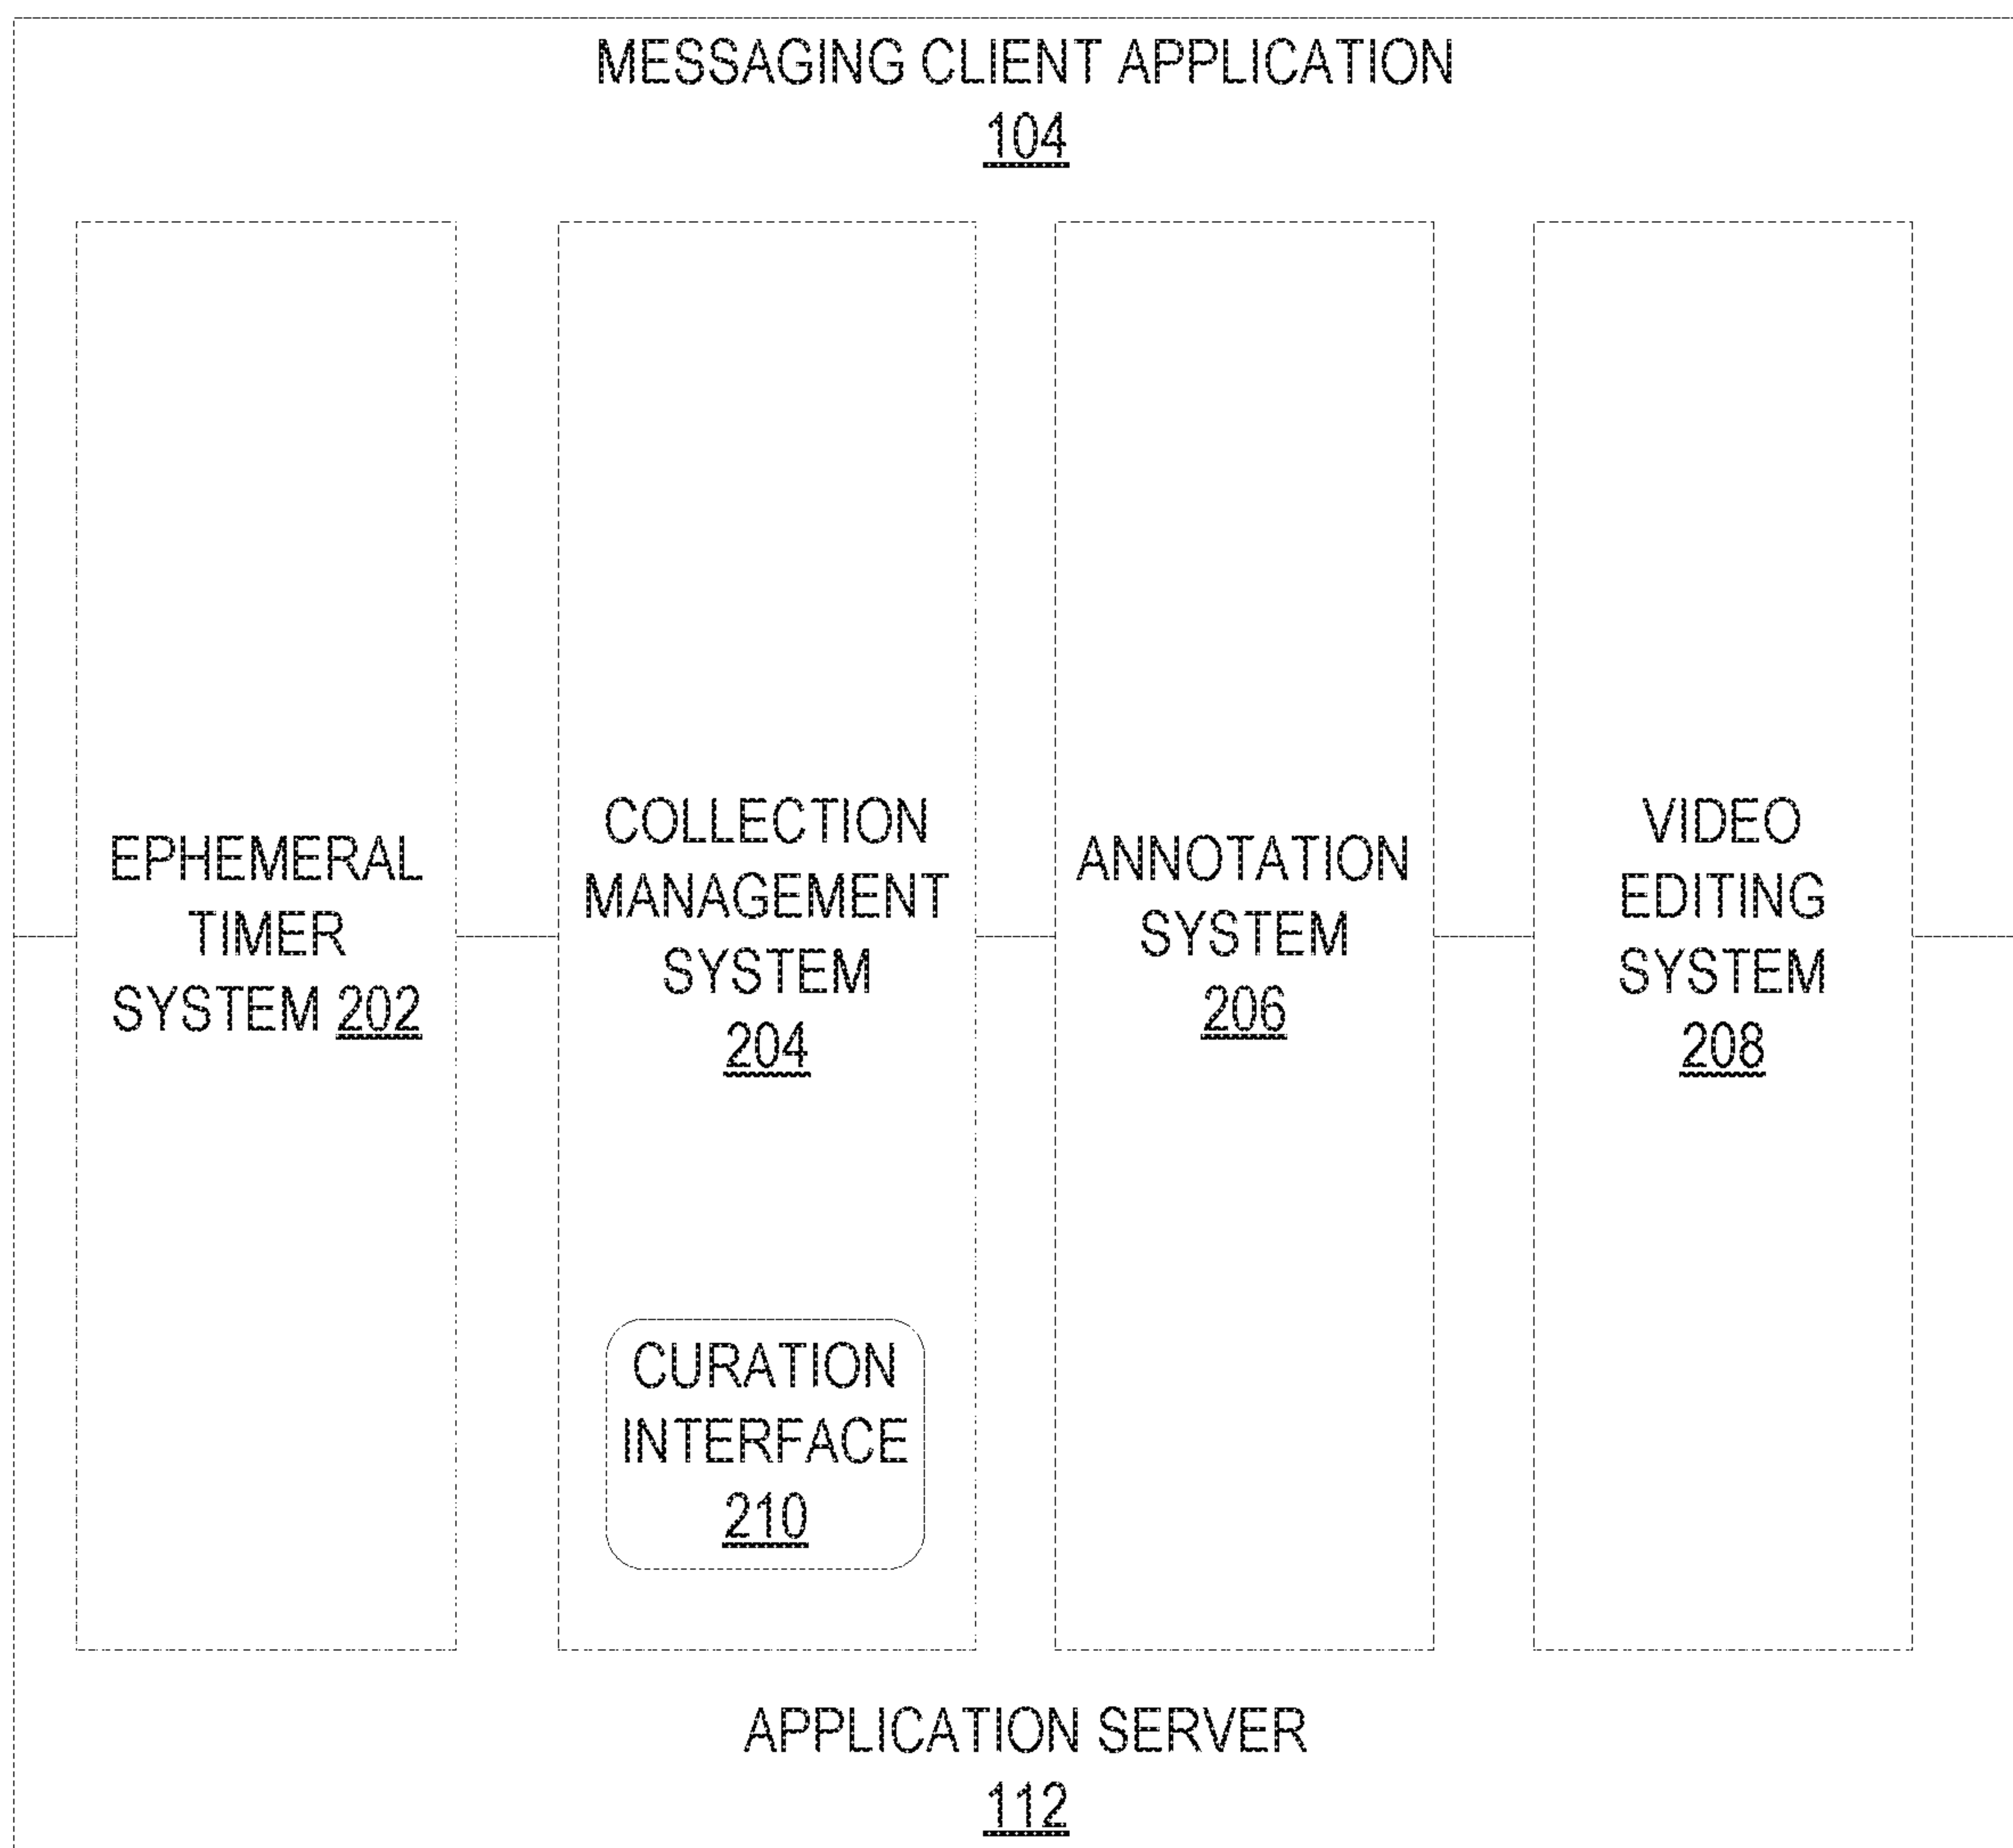 MESSAGING CLIENT APPLICATION
104
EPHEMERAL
TIMER
SYSTEM 202
COLLECTION
MANAGEMENT
SYSTEM
204
CURATION
INTERFACE
210
ANNOTATION
SYSTEM
206
VIDEO
EDITING
SYSTEM
208
APPLICATION SERVER
112